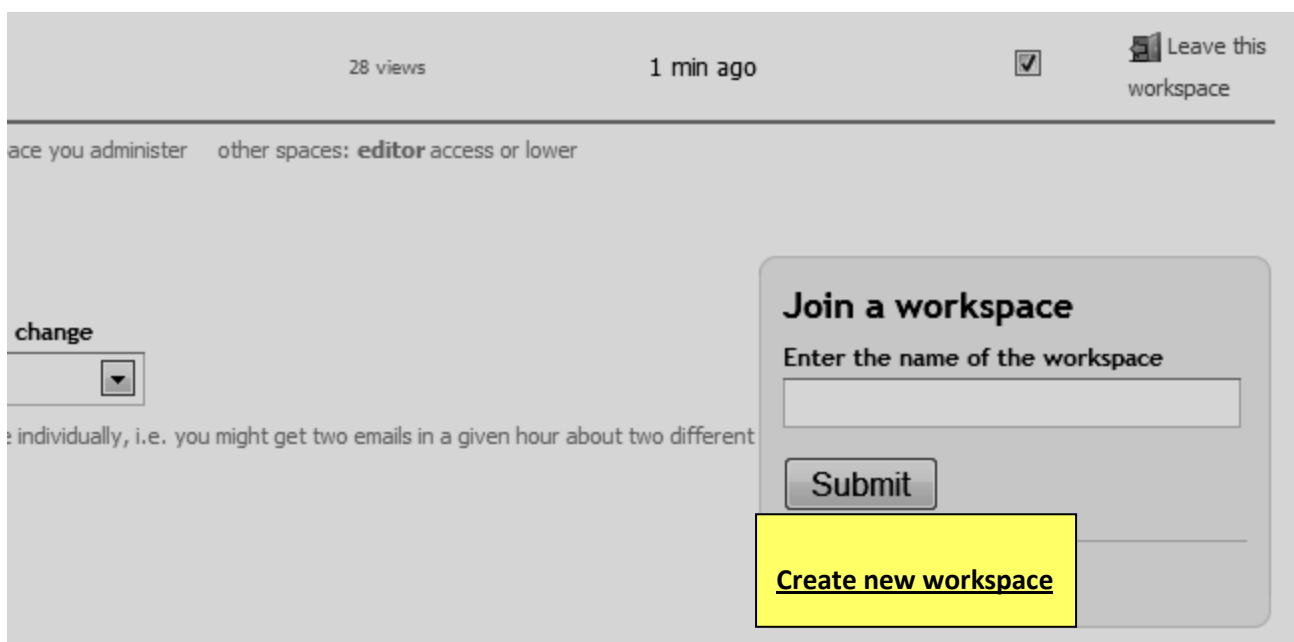 28 views 1 min ago Leave this
workspace
ace you administer other spaces: editor access or lower
Join a workspace
change
Enter the name of the workspace
individually, i.e. you might get two emails in a given hour about two different
Submit
Create new workspace